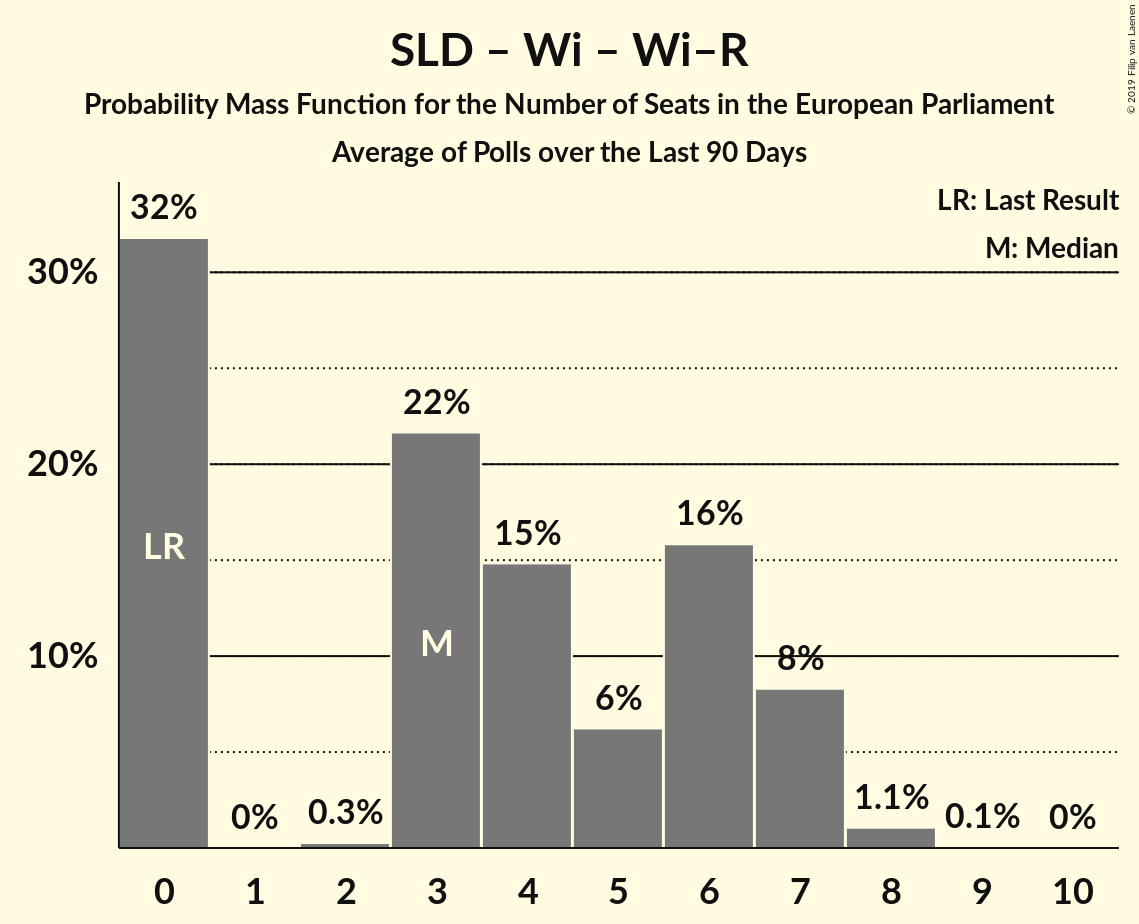 SLD – Wi – Wi–R
Probability Mass Function for the Number of Seats in the European Parliament
Average of Polls over the Last 90 Days
© 2019 Filip van Laenen
LR: Last Result
M: Median
30%
20%
10%
32%
0%
0.3%
22%
15%
6%
16%
8%
1.1%
0.1%
0%
LR
M
0 1 2 3 4 5 6 7 8 9 10